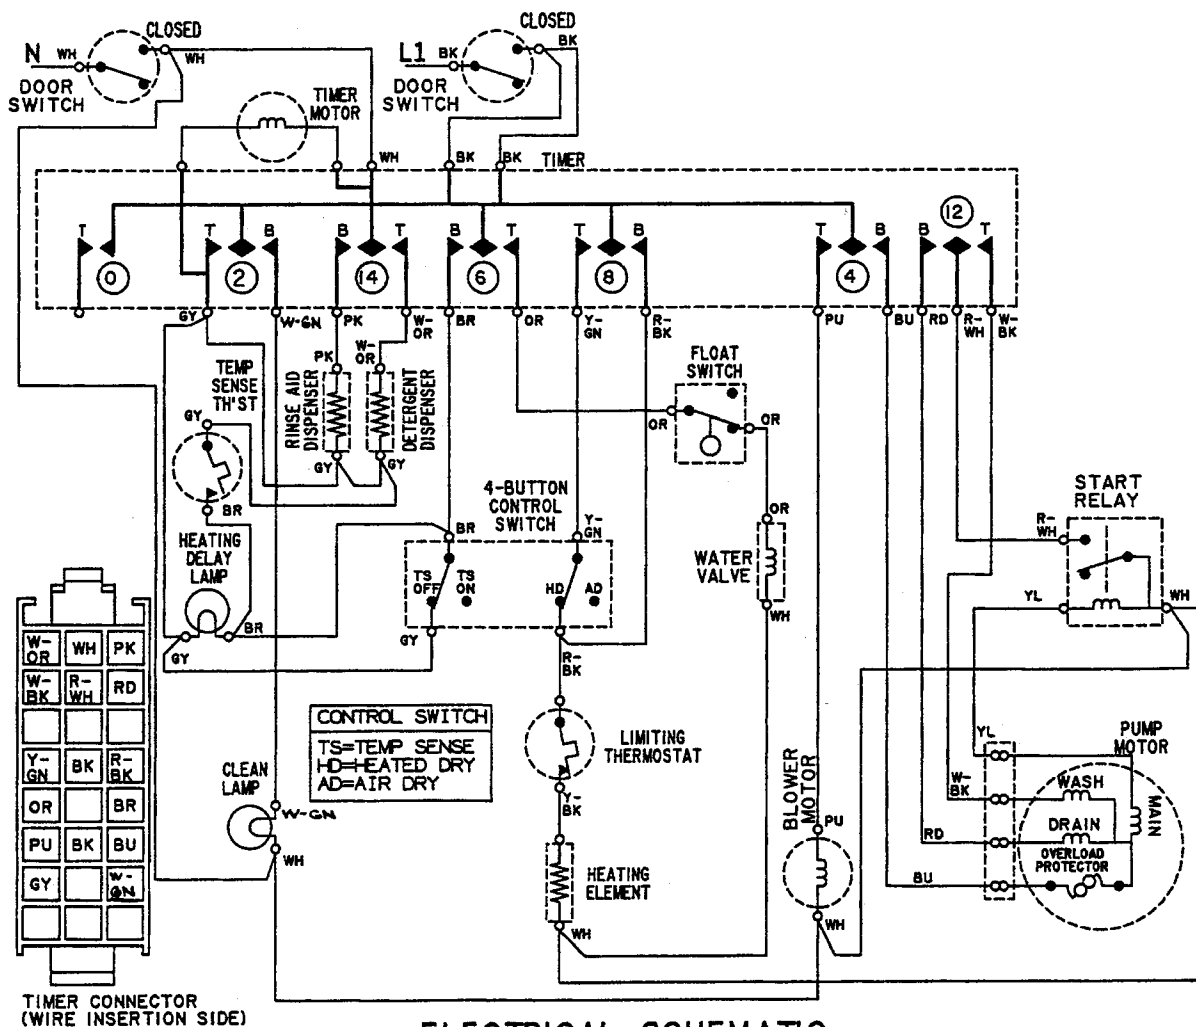 CLOSED
N
WH
WH
DOOR
SWITCH
CLOSED
L1
BK
BK
DOOR
SWITCH
TIMER
MOTOR
WH
BK
BK
TIMER
T
T
B
B
T
B
T
T
B
T
B
B
T
12
0
2
14
6
8
4
GY
W-GN
PK
W-
OR
BR
OR
Y-
GN
R-
BK
PU
BU
RD
R-
WH
W-
BK
TEMP
SENSE
TH'ST
PK
W-
OR
RINSE AID
DISPENSER
DETERGENT
DISPENSER
FLOAT
SWITCH
OR
OR
GY
GY
GY
BR
4-BUTTON
CONTROL
SWITCH
BR
Y-
GN
OR
START
RELAY
R-
WH
HEATING
DELAY
LAMP
TS
OFF
TS
ON
HD
AD
WATER
VALVE
WH
YL
WH
BR
GY
GY
R-
BK
W-
OR
WH
PK
W-
BK
R-
WH
RD
Y-
GN
BK
R-
BK
OR
BR
PU
BK
BU
GY
W-
GN
CONTROL SWITCH
TS=TEMP SENSE
HD=HEATED DRY
AD=AIR DRY
LIMITING
THERMOSTAT
Y-
BK
CLEAN
LAMP
W-GN
WH
HEATING
ELEMENT
WH
BLOWER
MOTOR
PU
WH
YL
PUMP
MOTOR
W-
BK
WASH
MAIN
RD
DRAIN
OVERLOAD
PROTECTOR
BU
TIMER CONNECTOR
(WIRE INSERTION SIDE)
ELECTRICAL SCHEMATIC